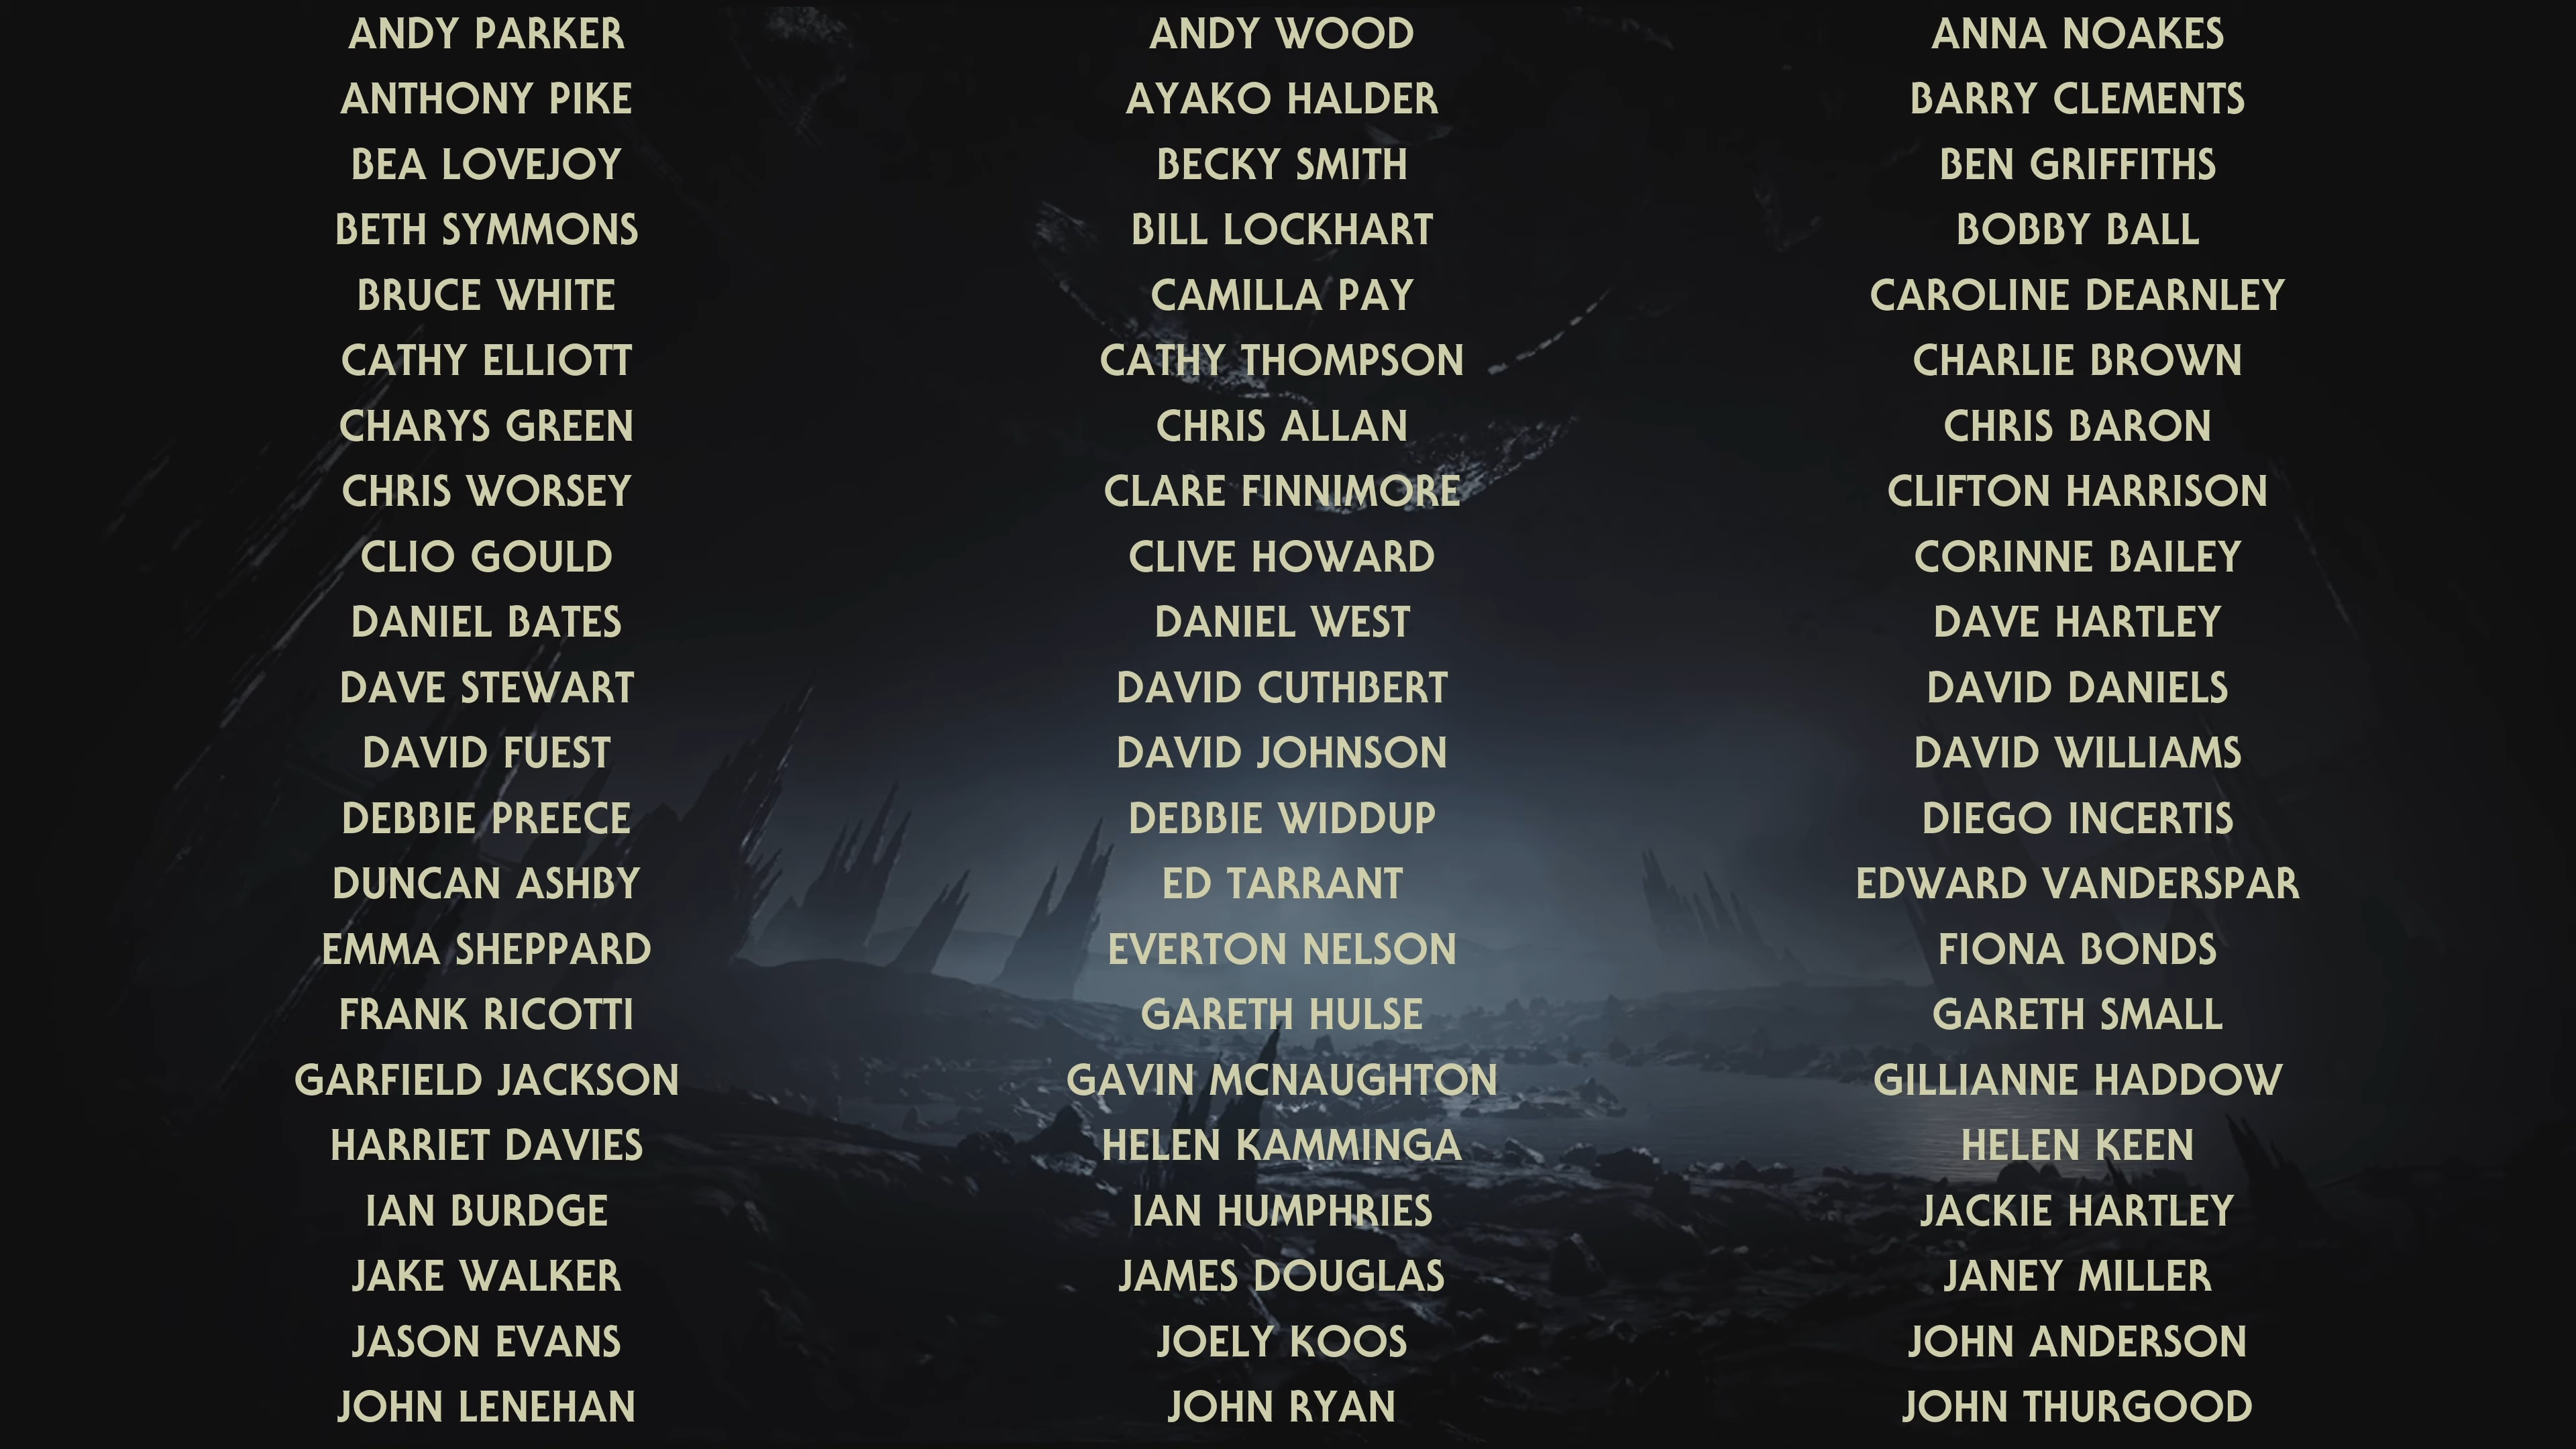 ANDY PARKER ANDY WOOD ANNA NOAKES
ANTHONY PIKE AYAKO HALDER BARRY CLEMENTS
BEA LOVEJOY BECKY SMITH BEN GRIFFITHS
BETH SYMMONS BILL LOCKHART BOBBY BALL
BRUCE WHITE CAMILLA PAY CAROLINE DEARNLEY
CATHY ELLIOTT CATHY THOMPSON CHARLIE BROWN
CHARYS GREEN CHRIS ALLAN CHRIS BARON
CHRIS WORSEY CLARE FINNIMORE CLIFTON HARRISON
CLIO GOULD CLIVE HOWARD CORINNE BAILEY
DANIEL BATES DANIEL WEST DAVE HARTLEY
DAVE STEWART DAVID CUTHBERT DAVID DANIELS
DAVID FUEST DAVID JOHNSON DAVID WILLIAMS
DEBBIE PREECE DEBBIE WIDDUP DIEGO INCERTIS
DUNCAN ASHBY ED TARRANT EDWARD VANDERSPAR
EMMA SHEPPARD EVERTON NELSON FIONA BONDS
FRANK RICOTTI GARETH HULSE GARETH SMALL
GARFIELD JACKSON GAVIN MCNAUGHTON GILLIANNE HADDOW
HARRIET DAVIES HELEN KAMMINGA HELEN KEEN
IAN BURDGE IAN HUMPHRIES JACKIE HARTLEY
JAKE WALKER JAMES DOUGLAS JANEY MILLER
JASON EVANS JOELY KOOS JOHN ANDERSON
JOHN LENEHAN JOHN RYAN JOHN THURGOOD